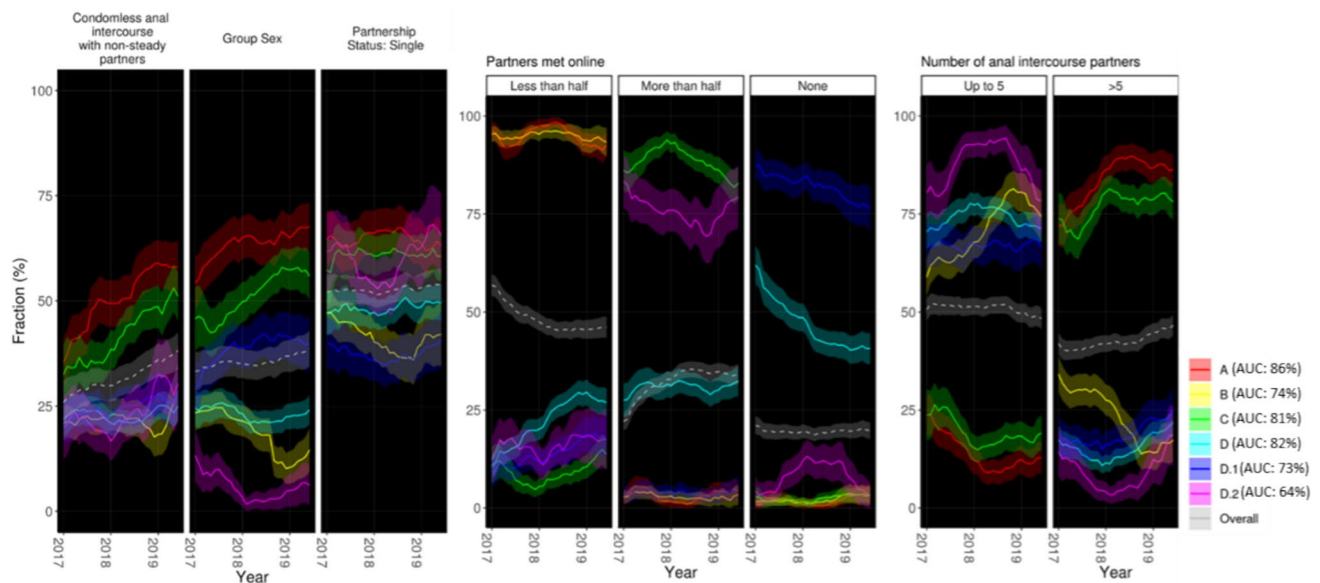 Condomless anal
intercourse
with non-steady
partners
Group Sex
Partnership
Status: Single
Fraction (%)
100
75
50
25
0
2017
2018
2019
2017
2018
2019
2017
2018
2019
Year
Partners met online
Less than half
More than half
None
100
75
50
25
0
2017
2018
2019
2017
2018
2019
2017
2018
2019
Year
Number of anal intercourse partners
Up to 5
>5
100
75
50
25
0
2017
2018
2019
2017
2018
2019
Year
A (AUC: 86%)
B (AUC: 74%)
C (AUC: 81%)
D (AUC: 82%)
D.1 (AUC: 73%)
D.2 (AUC: 64%)
Overall